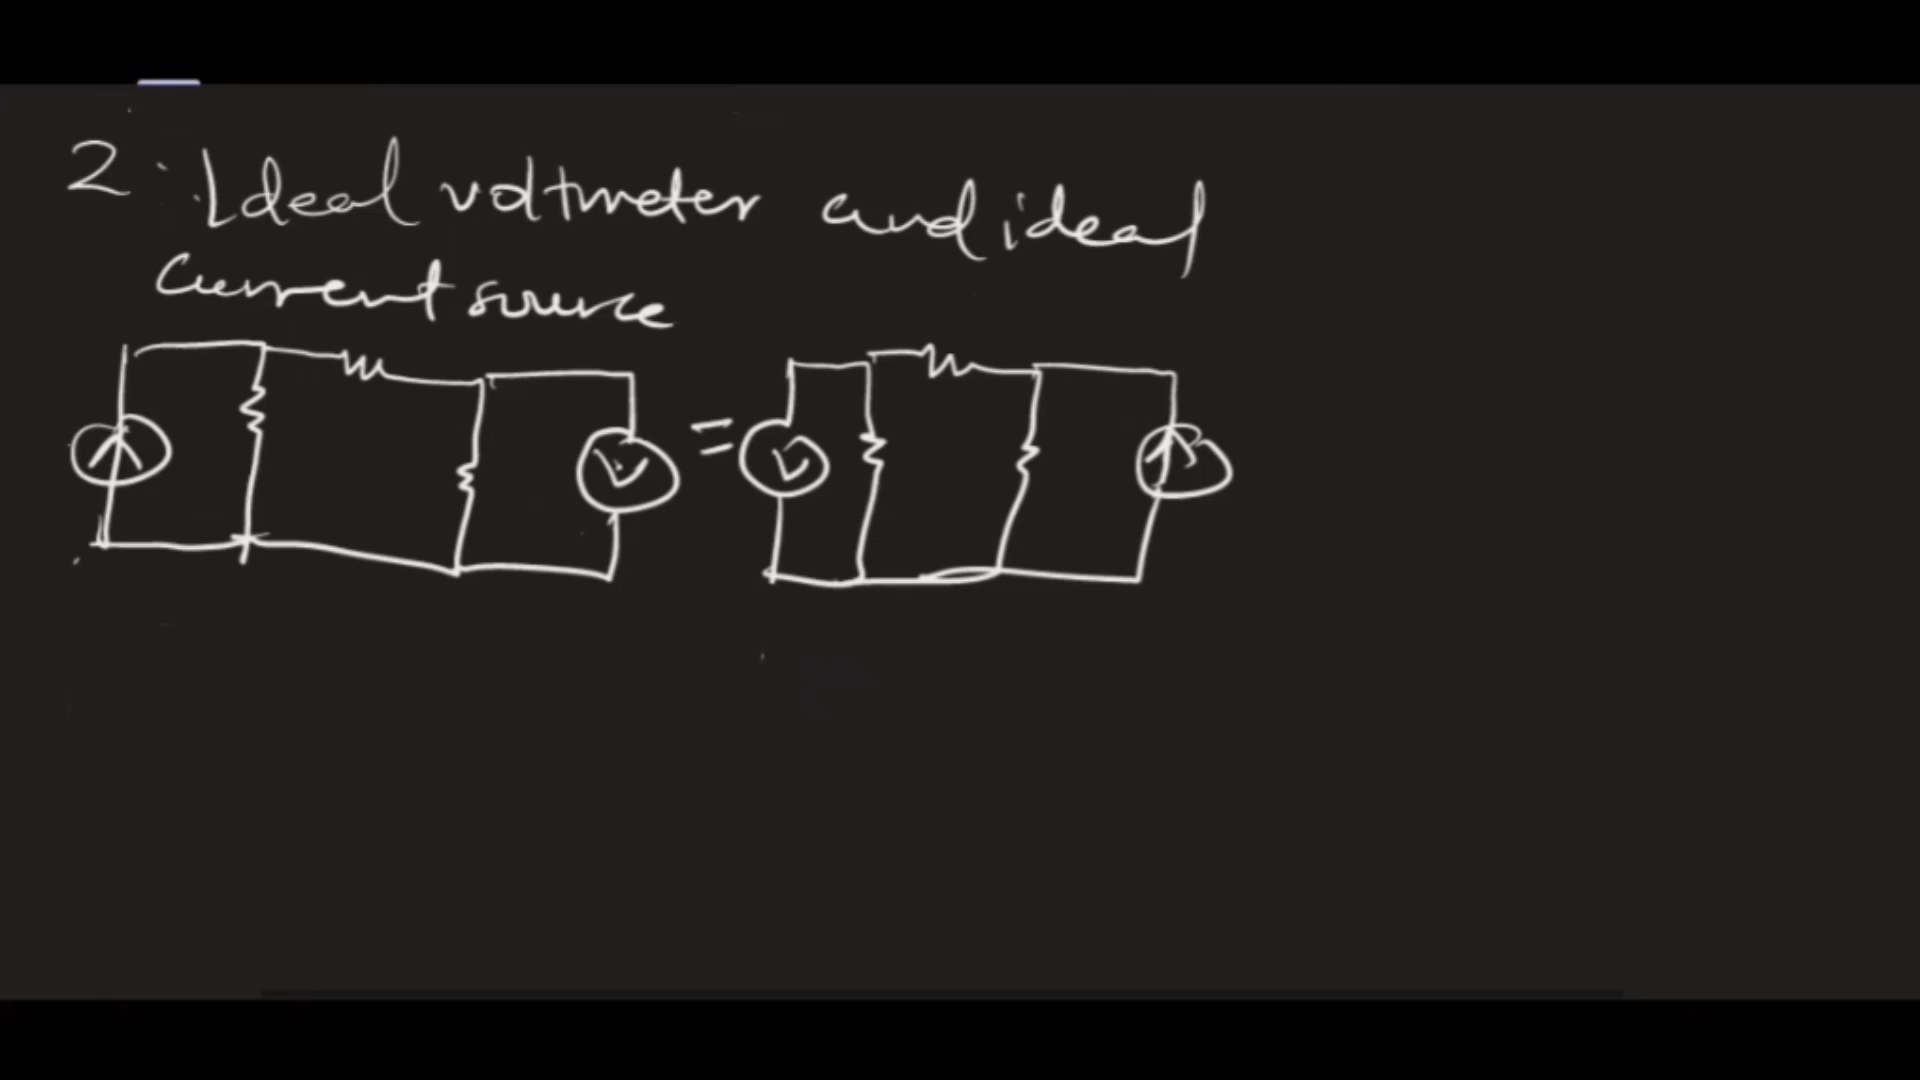 2. Ideal voltmeter and ideal
current source
V = V